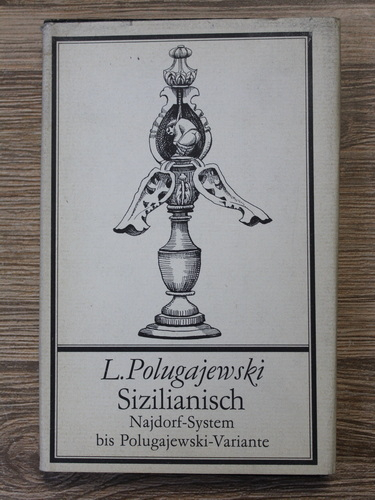 L. Polugajewski
Sizilianisch
Najdorf-System
bis Polugajewski-Variante